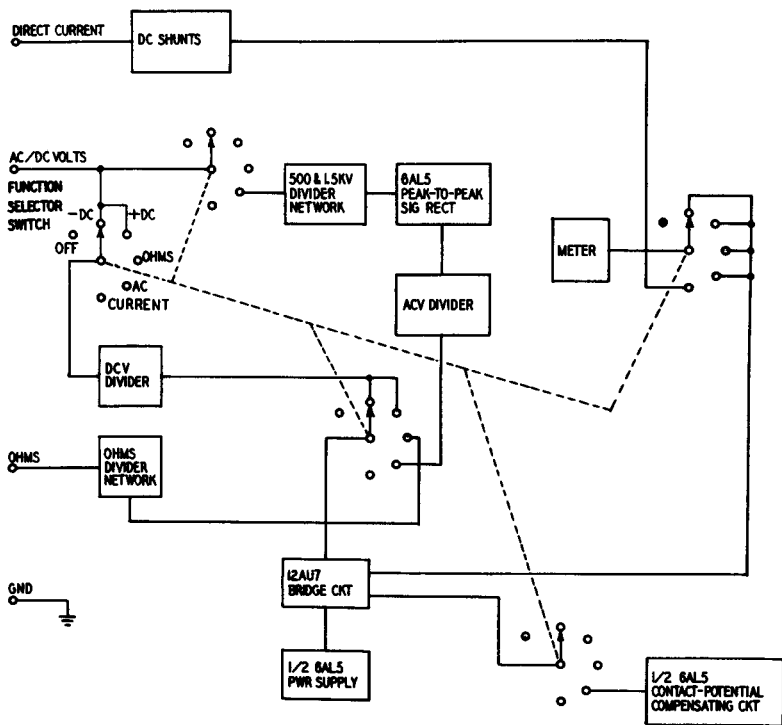 DIRECT CURRENT
DC SHUNTS
AC/DC VOLTS
FUNCTION
SELECTOR
SWITCH
-DC
+DC
OFF
OHMS
AC
CURRENT
500 & 1.5KV
DIVIDER
NETWORK
6AL5
PEAK-TO-PEAK
SIG RECT
METER
ACV DIVIDER
DCV
DIVIDER
OHMS
OHMS
DIVIDER
NETWORK
GND
12AU7
BRIDGE CKT
1/2 6AL5
PWR SUPPLY
1/2 6AL5
CONTACT-POTENTIAL
COMPENSATING CKT